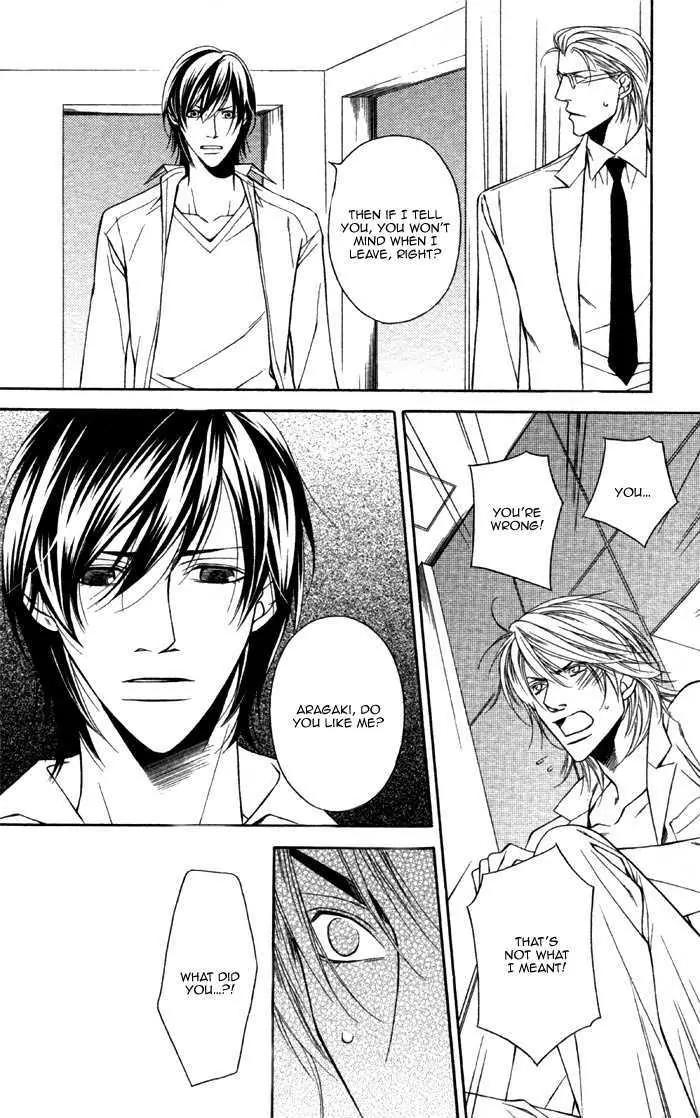 THEN IF I TELL
YOU, YOU WON'T
MIND WHEN I
LEAVE, RIGHT?
YOU...
YOU'RE
WRONG!
ARAGAKI, DO
YOU LIKE ME?
THAT'S
NOT WHAT
I MEANT!
WHAT DID
YOU...?!